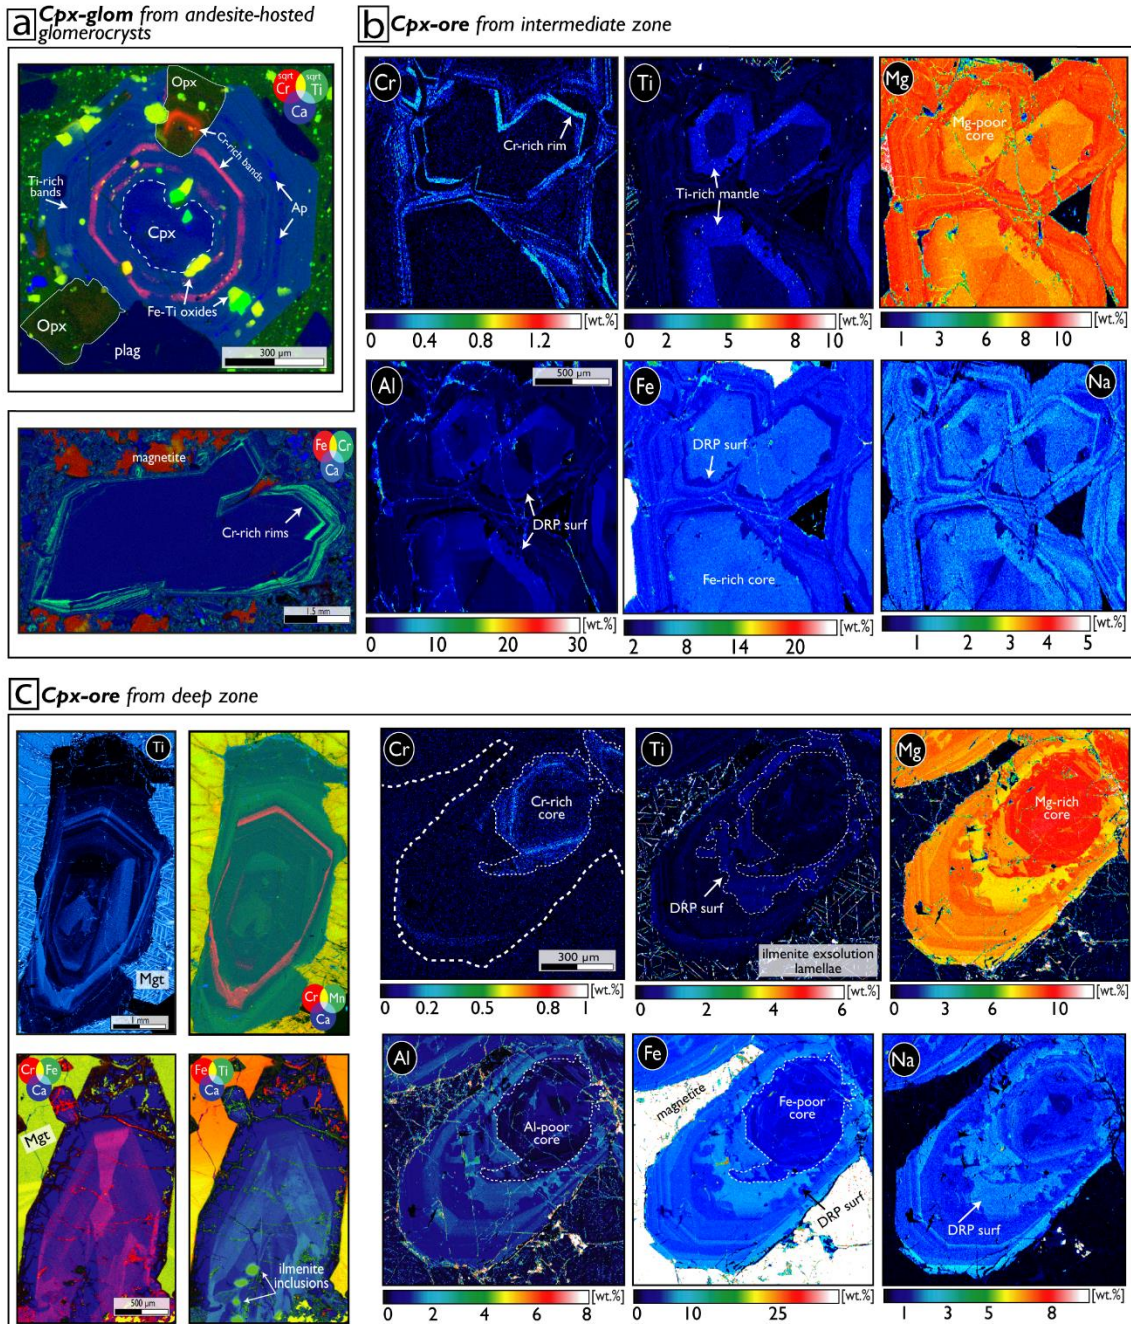 a Cpx-glom from andesite-hosted
glomerocrysts
Opx
sqrt
Cr
sqrt
Ti
Ca
Cr-rich bands
Ti-rich
bands
Ap
Cpx
Fe-Ti oxides
Opx
plag
300 µm
b Cpx-ore from intermediate zone
Cr
Cr-rich rim
0 0.4 0.8 1.2 [wt.%]
Ti
Ti-rich mantle
0 2 5 8 10 [wt.%]
Mg
Mg-poor
core
1 3 6 8 10 [wt.%]
magnetite
Fe Cr
Ca
Cr-rich rims
1.5 mm
Al
500 µm
DRP surf
0 10 20 30 [wt.%]
Fe
DRP surf
Fe-rich core
2 8 14 20 [wt.%]
Na
1 2 3 4 5 [wt.%]
C Cpx-ore from deep zone
Ti
Mgt
1 mm
Cr Mn
Ca
Cr
Cr-rich
core
300 µm
0 0.2 0.5 0.8 1 [wt.%]
Ti
DRP surf
ilmenite exsolution
lamellae
2 4 6 [wt.%]
Mg
Mg-rich
core
3 6 10 [wt.%]
Cr Fe
Ca
Mgt
500 µm
Fe Ti
Ca
ilmenite
inclusions
Al
Al-poor
core
0 2 4 6 8 [wt.%]
Fe
magnetite
Fe-poor
core
DRP surf
10 25 [wt.%]
Na
DRP surf
1 3 5 8 [wt.%]